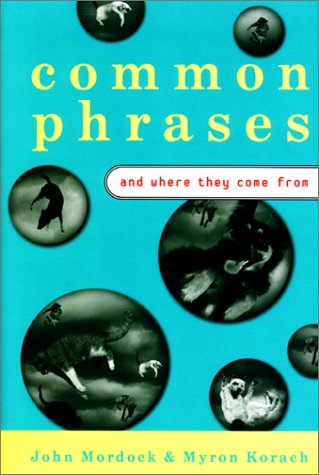 common
phrases
and where they come from
John Mordock & Myron Korach